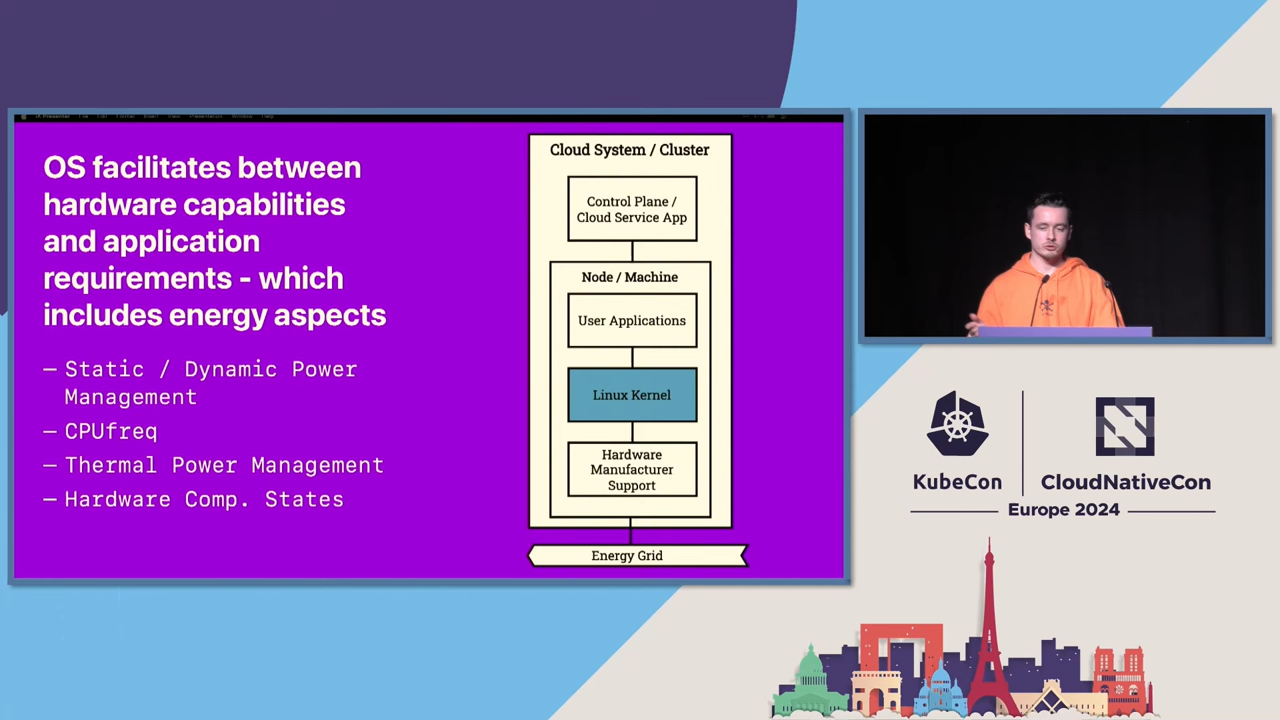 OS facilitates between
hardware capabilities
and application
requirements - which
includes energy aspects
– Static / Dynamic Power
Management
– CPUfreq
– Thermal Power Management
– Hardware Comp. States
Cloud System / Cluster
Control Plane /
Cloud Service App
Node / Machine
User Applications
Linux Kernel
Hardware
Manufacturer
Support
Energy Grid
KubeCon
CloudNativeCon
Europe 2024